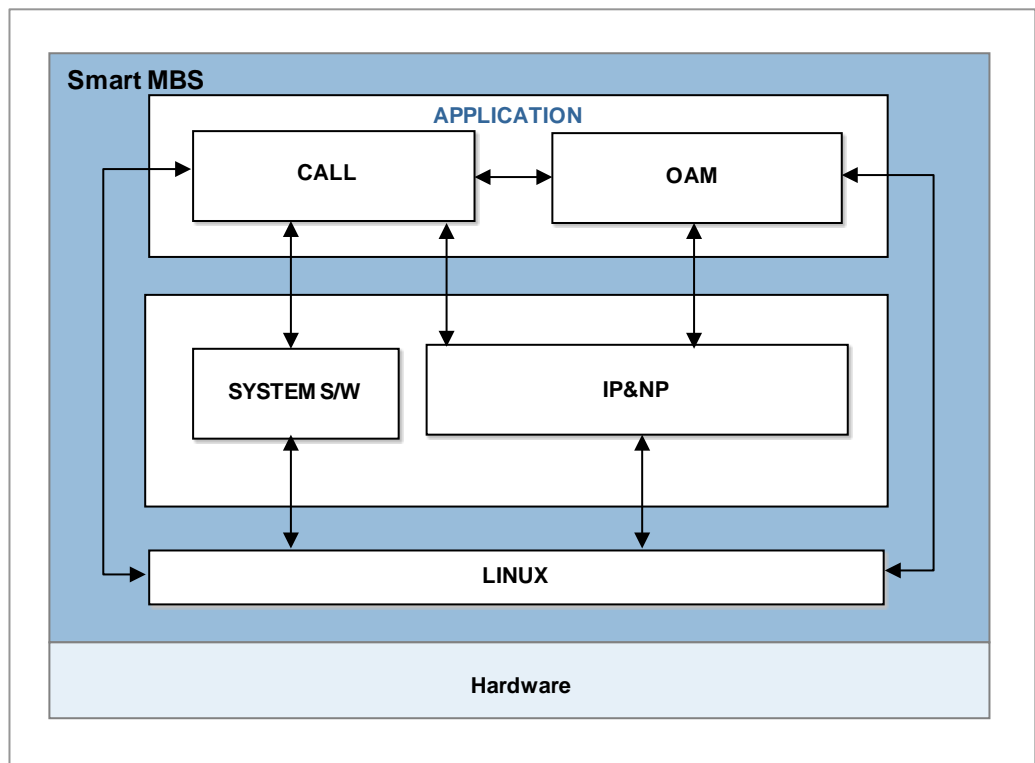 Smart MBS
APPLICATION
CALL
OAM
SYSTEM S/W
IP&NP
LINUX
Hardware